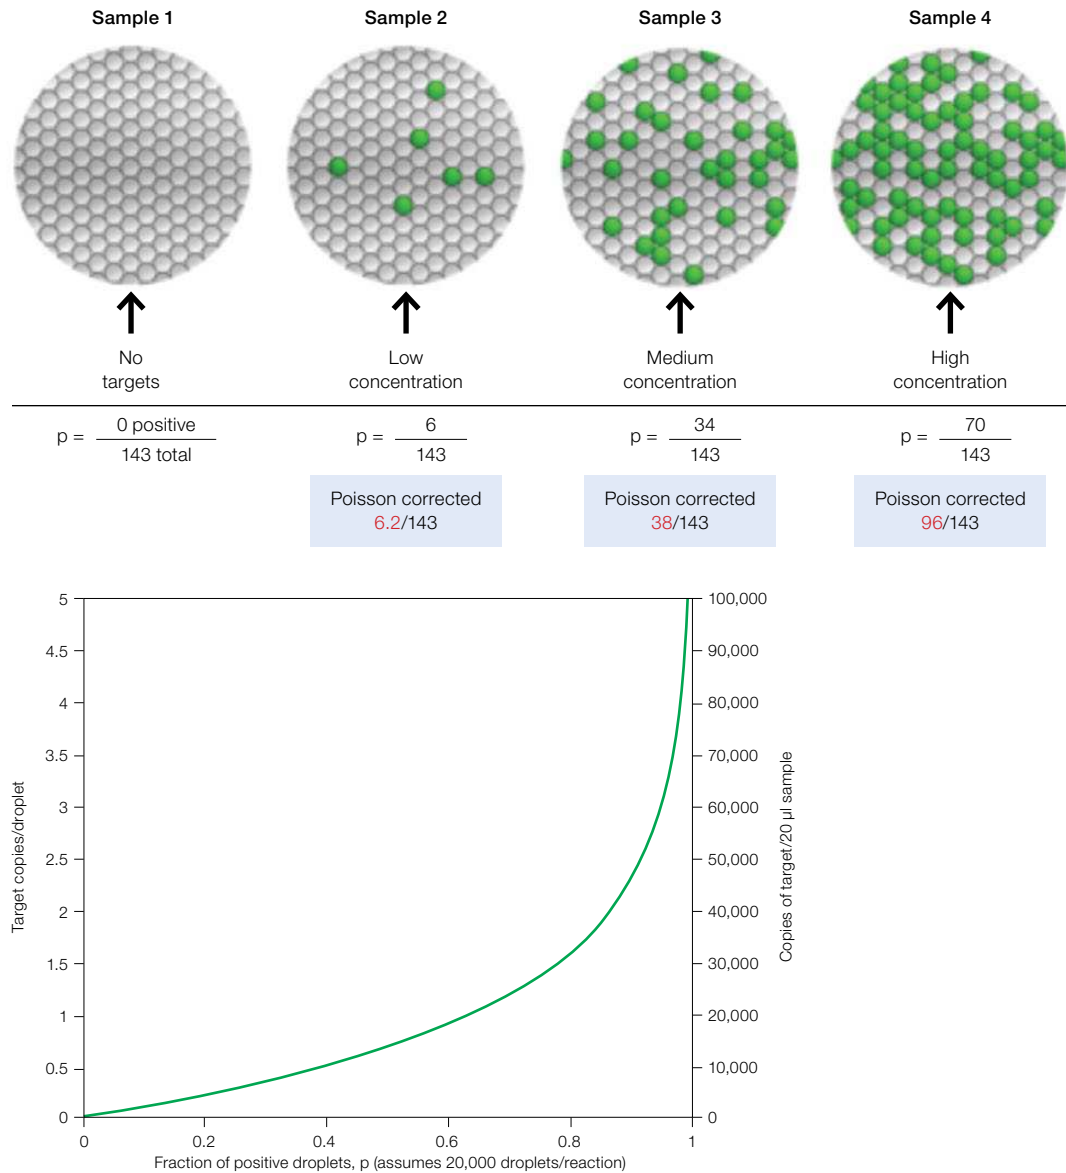 Sample 1
Sample 2
Sample 3
Sample 4
No
targets
Low
concentration
Medium
concentration
High
concentration
p = 0 positive
143 total
p = 6
143
p = 34
143
p = 70
143
Poisson corrected
6.2/143
Poisson corrected
38/143
Poisson corrected
96/143
Target copies/droplet
5
4.5
4
3.5
3
2.5
2
1.5
1
0.5
0
100,000
90,000
80,000
70,000
60,000
50,000
40,000
30,000
20,000
10,000
0
Copies of target/20 µl sample
0
0.2
0.4
0.6
0.8
1
Fraction of positive droplets, p (assumes 20,000 droplets/reaction)